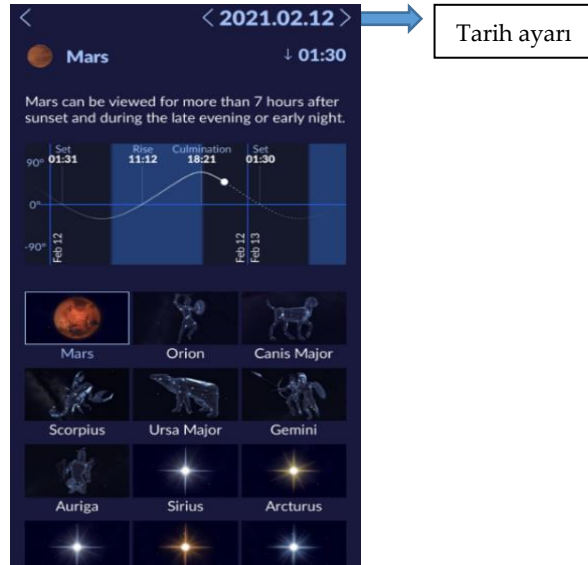 < < 2021.02.12 >
Tarih ayarı
Mars ↓ 01:30
Mars can be viewed for more than 7 hours after
sunset and during the late evening or early night.
Set Rise Culmination Set
01:31 11:12 18:21 01:30
90°
0°
-90°
Feb 12
Feb 12
Feb 13
Mars Orion Canis Major
Scorpius Ursa Major Gemini
Auriga Sirius Arcturus